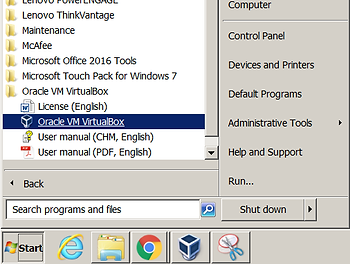 Lenovo PowerENGAGE
Lenovo ThinkVantage
Maintenance
McAfee
Microsoft Office 2016 Tools
Microsoft Touch Pack for Windows 7
Oracle VM VirtualBox
License (English)
Oracle VM VirtualBox
User manual (CHM, English)
User manual (PDF, English)
Back
Search programs and files
Computer
Control Panel
Devices and Printers
Default Programs
Administrative Tools
Help and Support
Run...
Shut down
Start